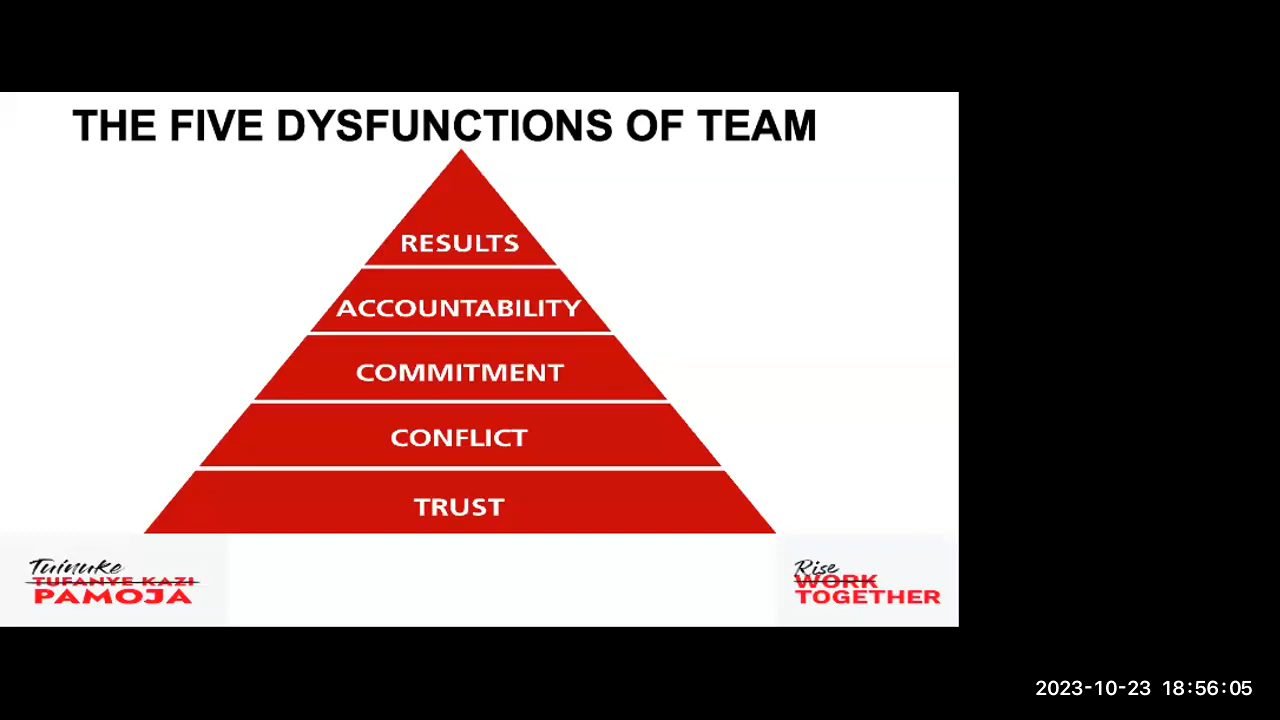 THE FIVE DYSFUNCTIONS OF TEAM
RESULTS
ACCOUNTABILITY
COMMITMENT
CONFLICT
TRUST
Tuinuke
TUFANYE KAZI
PAMOJA
Rise
WORK
TOGETHER
2023-10-23 18:56:05